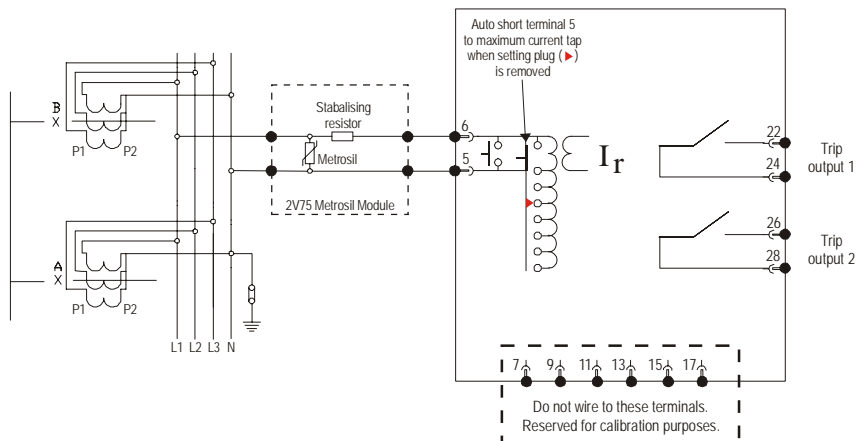 Auto short terminal 5
to maximum current tap
when setting plug (▶)
is removed
B
X
P1 P2
Stabalising
resistor
Metrosil
2V75 Metrosil Module
6
5
Ir
22
24
Trip
output 1
26
28
Trip
output 2
A
X
P1 P2
L1 L2 L3 N
7 9 11 13 15 17
Do not wire to these terminals.
Reserved for calibration purposes.